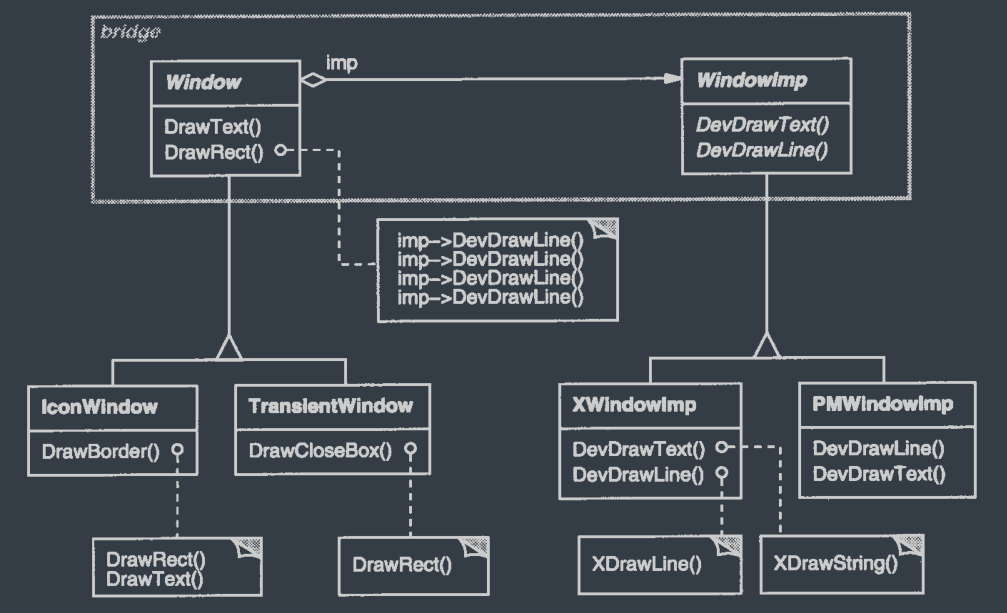 bridge
imp
Window
DrawText()
DrawRect()
WindowImp
DevDrawText()
DevDrawLine()
imp–>DevDrawLine()
imp–>DevDrawLine()
imp–>DevDrawLine()
imp–>DevDrawLine()
IconWindow
DrawBorder()
TransientWindow
DrawCloseBox()
XWindowImp
DevDrawText()
DevDrawLine()
PMWindowImp
DevDrawLine()
DevDrawText()
DrawRect()
DrawText()
DrawRect()
XDrawLine()
XDrawString()